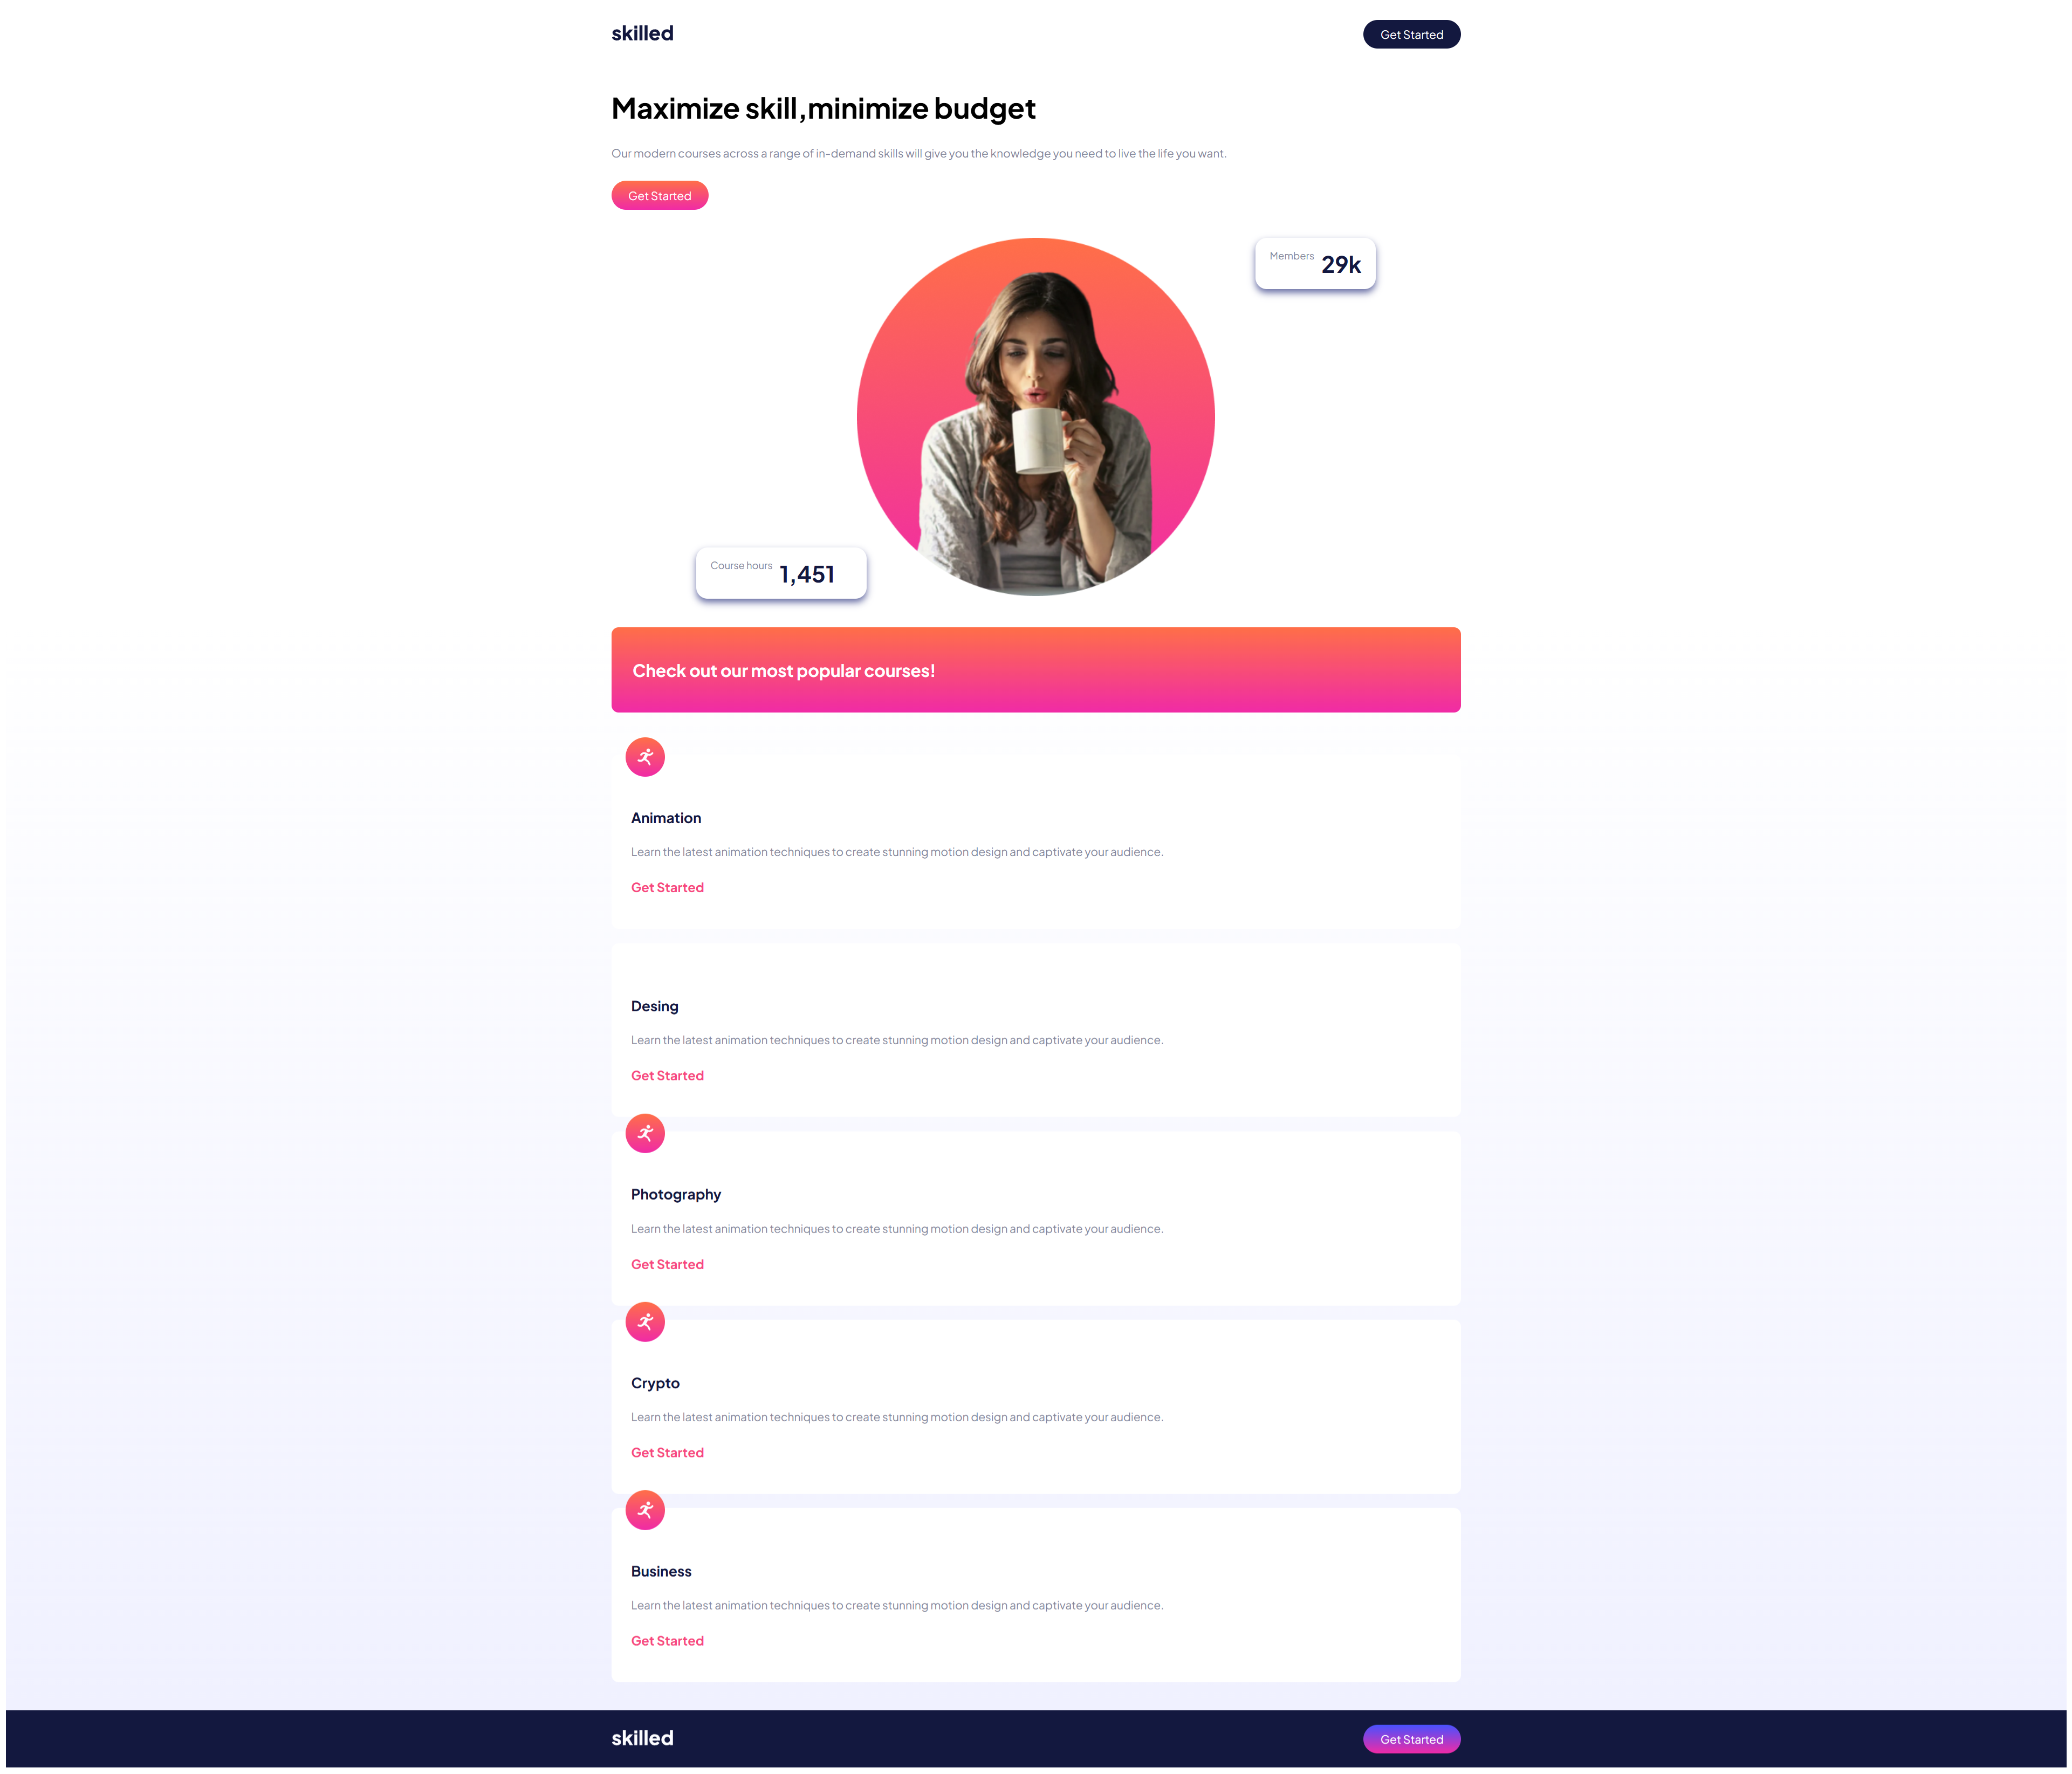 skilled
Get Started
Maximize skill,minimize budget
Our modern courses across a range of in-demand skills will give you the knowledge you need to live the life you want.
Get Started
Members 29k
Course hours 1,451
Check out our most popular courses!
Animation
Learn the latest animation techniques to create stunning motion design and captivate your audience.
Get Started
Desing
Learn the latest animation techniques to create stunning motion design and captivate your audience.
Get Started
Photography
Learn the latest animation techniques to create stunning motion design and captivate your audience.
Get Started
Crypto
Learn the latest animation techniques to create stunning motion design and captivate your audience.
Get Started
Business
Learn the latest animation techniques to create stunning motion design and captivate your audience.
Get Started
skilled
Get Started